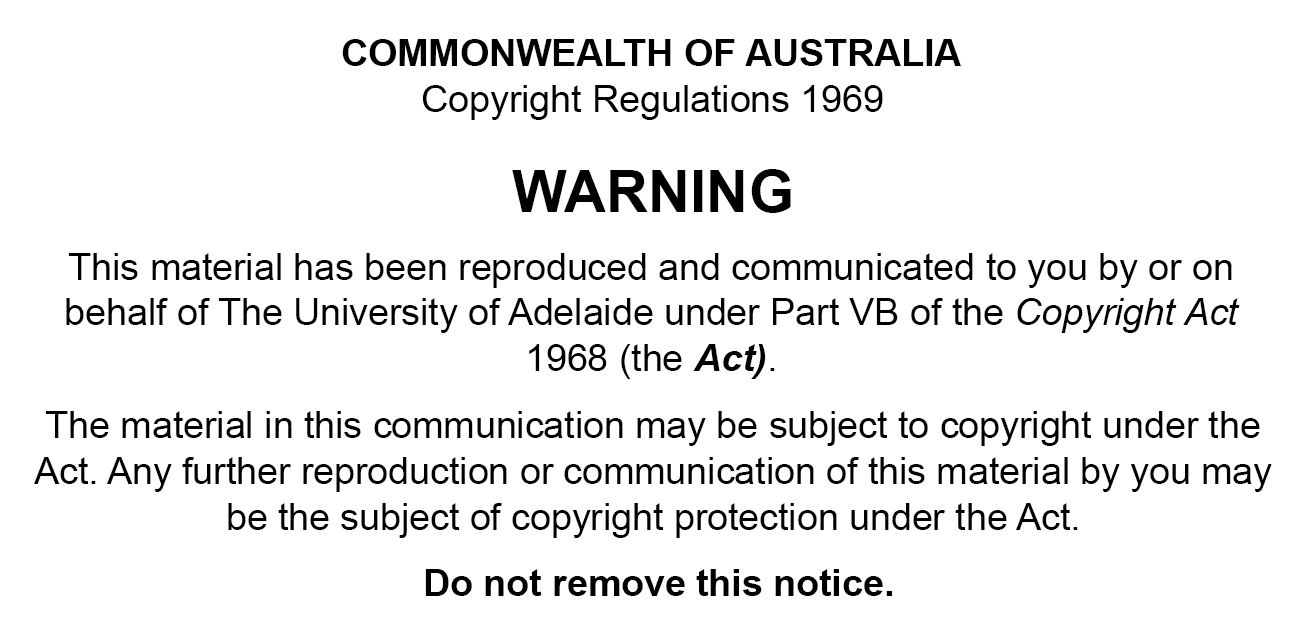 COMMONWEALTH OF AUSTRALIA
Copyright Regulations 1969
WARNING
This material has been reproduced and communicated to you by or on
behalf of The University of Adelaide under Part VB of the Copyright Act
1968 (the Act).
The material in this communication may be subject to copyright under the
Act. Any further reproduction or communication of this material by you may
be the subject of copyright protection under the Act.
Do not remove this notice.